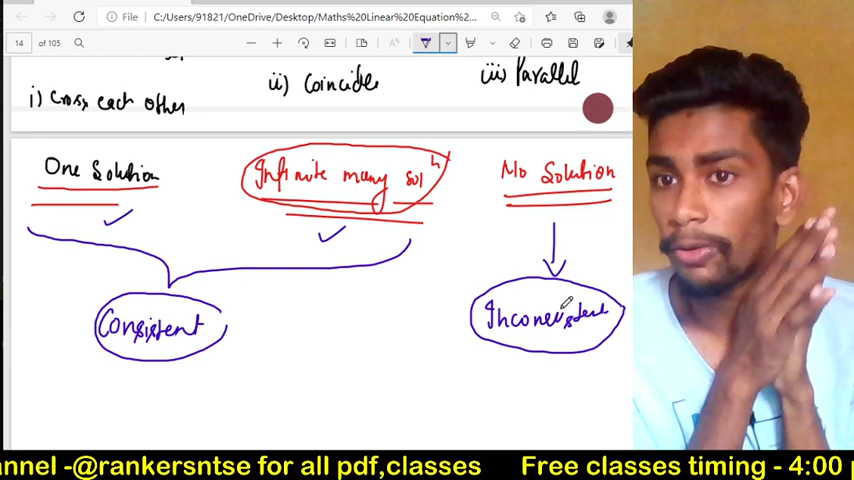 File
C:/Users/91821/OneDrive/Desktop/Maths%20Linear%20Equation%2...
14 of 105
i) Cross each other
ii) Coincide
iii) Parallel
One Solution
Infinite many solⁿ
No Solution
Consistent
Inconsistent
annel -@rankersntse for all pdf,classes Free classes timing - 4:00 p